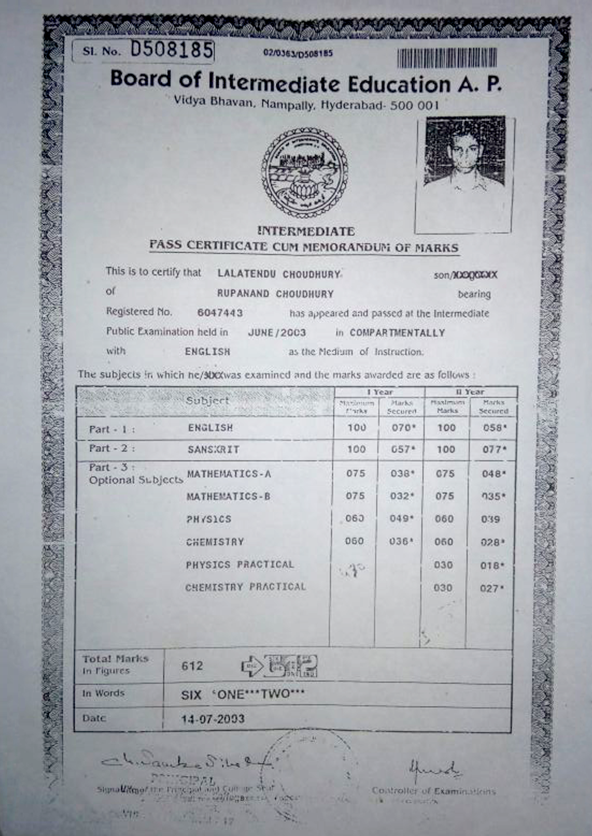 Sl. No. D508185
02/0363/D508185
Board of Intermediate Education A. P.
Vidya Bhavan, Nampally, Hyderabad- 500 001
INTERMEDIATE
PASS CERTIFICATE CUM MEMORANDUM OF MARKS
This is to certify that LALATENDU CHOUDHURY son/
of RUPANAND CHOUDHURY bearing
Registered No. 6047443 has appeared and passed at the Intermediate
Public Examination held in JUNE/2003 in COMPARTMENTALLY
with ENGLISH as the Medium of Instruction.
The subjects in which he/XXX was examined and the marks awarded are as follows :
Subject I Year II Year
Maximum Marks Marks Secured Maximum Marks Marks Secured
Part - 1 : ENGLISH 100 070* 100 058*
Part - 2 : SANSKRIT 100 057* 100 077*
Part - 3 :
Optional Subjects MATHEMATICS-A 075 038* 075 048*
MATHEMATICS-B 075 032* 075 035*
PHYSICS 060 049* 060 039
CHEMISTRY 060 036* 060 028*
PHYSICS PRACTICAL 030 018*
CHEMISTRY PRACTICAL 030 027*
Total Marks
In Figures 612
In Words SIX *ONE***TWO***
Date 14-07-2003
PRINCIPAL
Signature of the Principal and College Seal
Controller of Examinations